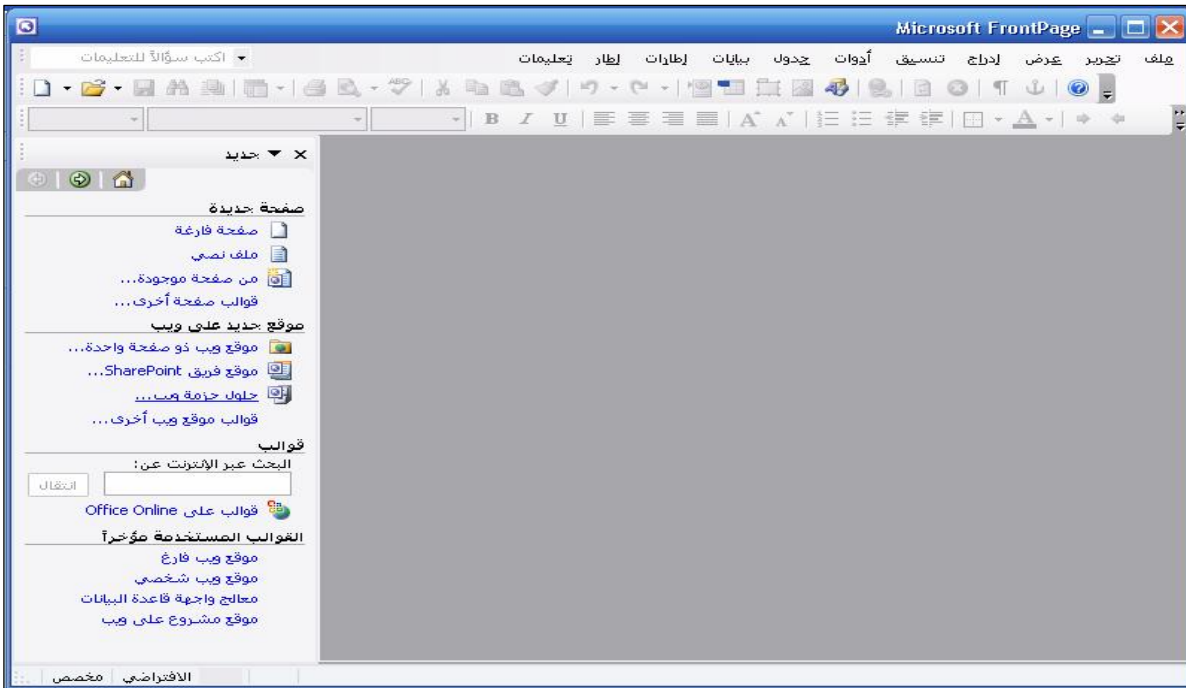 Microsoft FrontPage
ملف تحرير عرض إدراج تنسيق أدوات جدول بيانات إطارات إطار تعليمات
اكتب سؤالاً للتعليمات
B I U
جديد
صفحة جديدة
صفحة فارغة
ملف نصي
من صفحة موجودة...
قوالب صفحة أخرى...
موقع جديد على ويب
موقع ويب ذو صفحة واحدة...
موقع فريق SharePoint...
حلول حزمة ويب...
قوالب موقع ويب أخرى...
قوالب
البحث عبر الإنترنت عن:
انتقال
قوالب على Office Online
القوالب المستخدمة مؤخراً
موقع ويب فارغ
موقع ويب شخصي
معالج واجهة قاعدة البيانات
موقع مشروع على ويب
الافتراضي مخصص